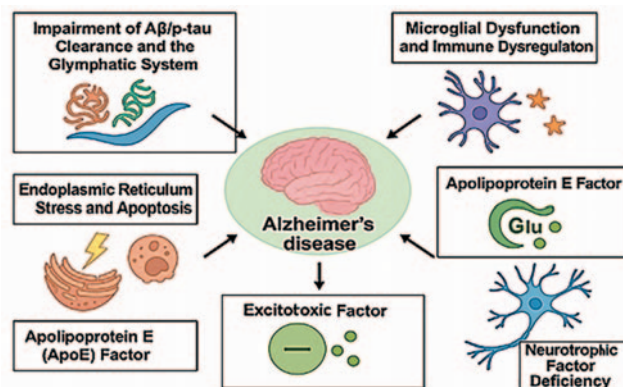 Impairment of Aβ/p-tau
Clearance and the
Glymphatic System
Microglial Dysfunction
and Immune Dysregulaton
Endoplasmic Reticulum
Stress and Apoptosis
Alzheimer's
disease
Apolipoprotein E Factor
Glu
Apolipoprotein E
(ApoE) Factor
Excitotoxic Factor
Neurotrophic
Factor
Deficiency